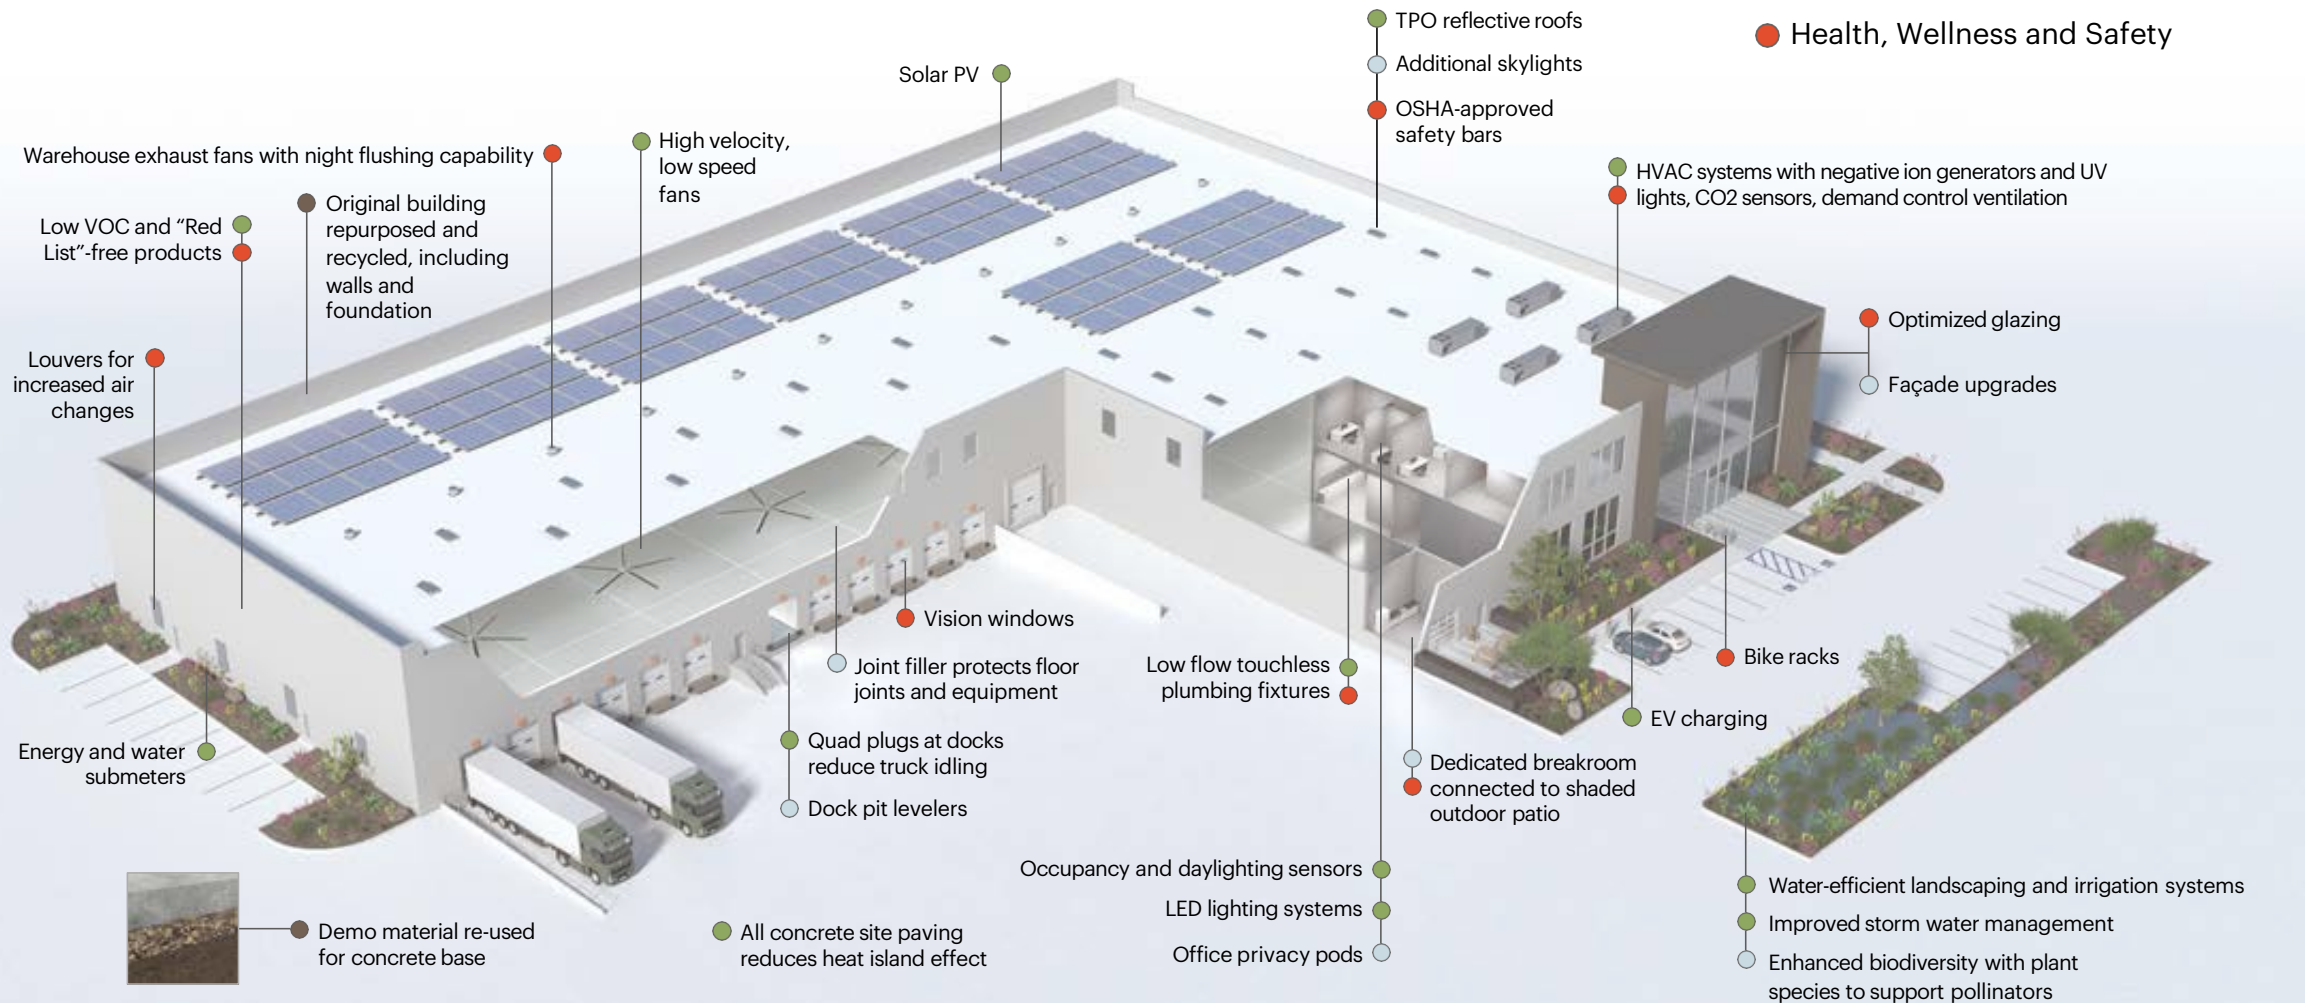 TPO reflective roofs
Additional skylights
OSHA-approved
safety bars
Health, Wellness and Safety
Solar PV
Warehouse exhaust fans with night flushing capability
High velocity,
low speed
fans
HVAC systems with negative ion generators and UV
lights, CO2 sensors, demand control ventilation
Low VOC and “Red
List”-free products
Original building
repurposed and
recycled, including
walls and
foundation
Optimized glazing
Façade upgrades
Louvers for
increased air
changes
Vision windows
Joint filler protects floor
joints and equipment
Low flow touchless
plumbing fixtures
Bike racks
EV charging
Energy and water
submeters
Quad plugs at docks
reduce truck idling
Dock pit levelers
Dedicated breakroom
connected to shaded
outdoor patio
Occupancy and daylighting sensors
LED lighting systems
Office privacy pods
Water-efficient landscaping and irrigation systems
Improved storm water management
Enhanced biodiversity with plant
species to support pollinators
Demo material re-used
for concrete base
All concrete site paving
reduces heat island effect